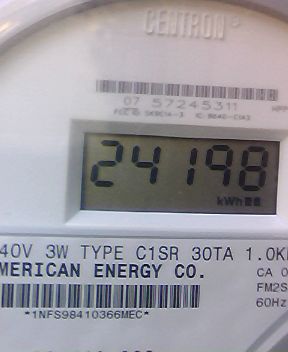 CENTRON
07 57245311
24198
kWh
40V 3W TYPE C1SR 30TA 1.0K
MERICAN ENERGY CO.
CA 0
FM2S
60Hz
*1NFS98410366MEC*